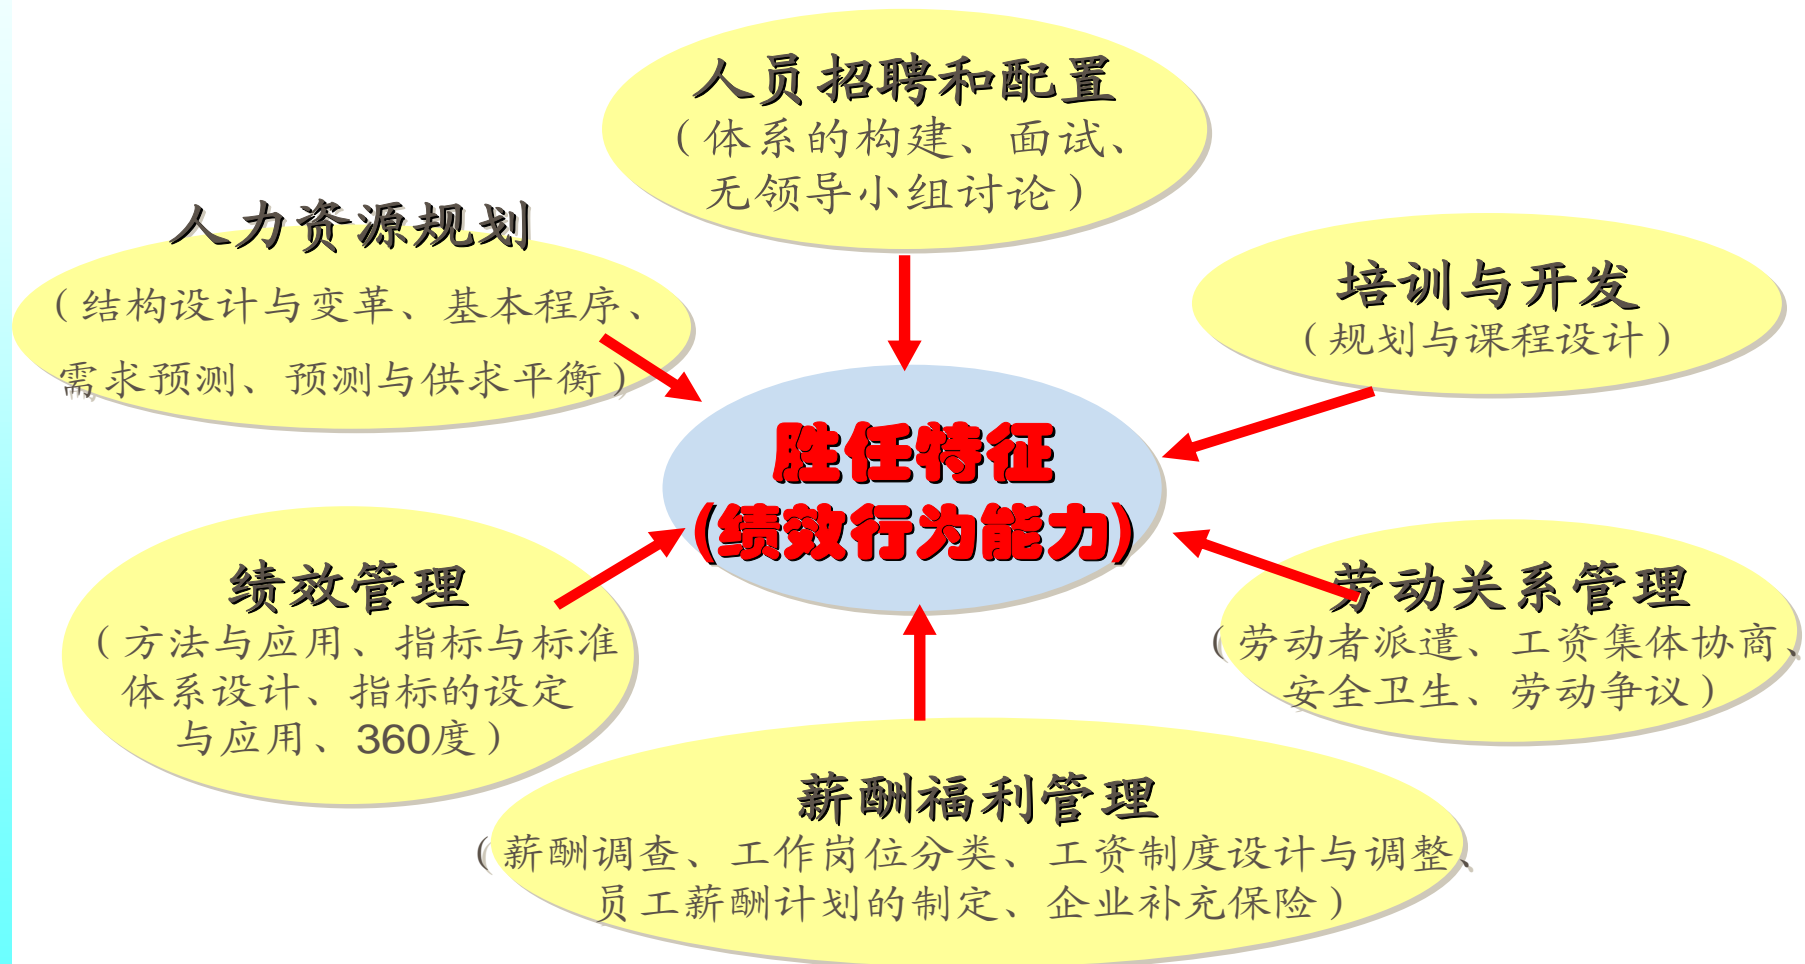 人员招聘和配置
（体系的构建、面试、
无领导小组讨论）
人力资源规划
（结构设计与变革、基本程序、
需求预测、预测与供求平衡）
培训与开发
（规划与课程设计）
胜任特征
(绩效行为能力)
绩效管理
（方法与应用、指标与标准
体系设计、指标的设定
与应用、360度）
劳动关系管理
（劳动者派遣、工资集体协商、
安全卫生、劳动争议）
薪酬福利管理
（薪酬调查、工作岗位分类、工资制度设计与调整、
员工薪酬计划的制定、企业补充保险）